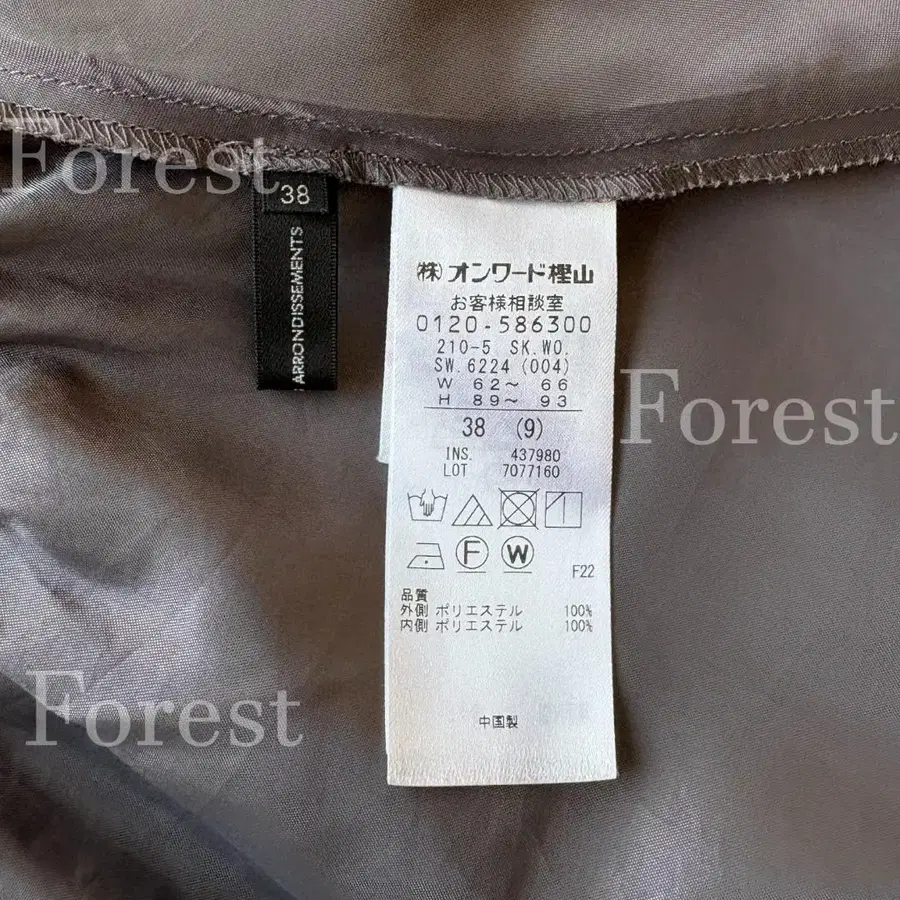 Forest
38
ARRONDISSEMENTS
(株)オンワード樫山
お客様相談室
0120-586300
210-5 SK.WO.
SW.6224 (004)
W 62～ 66
H 89～ 93
38 (9)
INS. 437980
LOT 7077160
Forest
F W
F22
品質
外側 ポリエステル 100%
内側 ポリエステル 100%
Forest
中国製
Forest